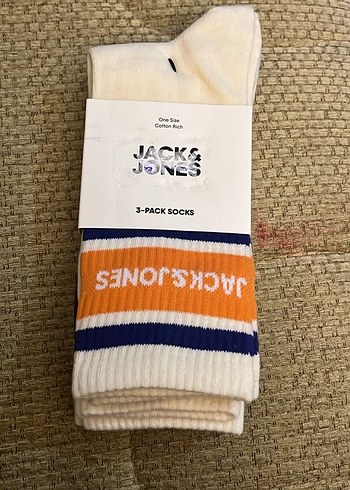 One Size
Cotton Rich
JACK&
JONES
3-PACK SOCKS
JACK&JONES